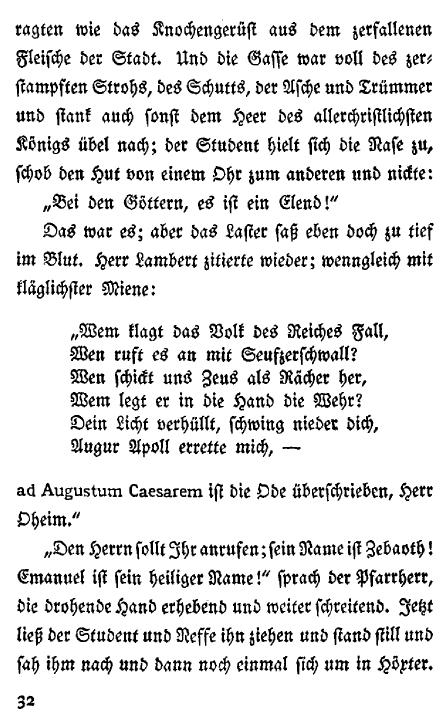 ragten wie das Knochengerüst aus dem zerfallenen
Fleische der Stadt. Und die Gasse war voll des zer-
stampften Strohs, des Schutts, der Asche und Trümmer
und stank auch sonst dem Heer des allerchristlichsten
Königs übel nach; der Student hielt sich die Nase zu,
schob den Hut von einem Ohr zum anderen und nickte:
„Bei den Göttern, es ist ein Elend!“
Das war es; aber das Laster saß eben doch zu tief
im Blut. Herr Lambert zitierte wieder; wenngleich mit
kläglichster Miene:
„Wem klagt das Volk des Reiches Fall,
Wen ruft es an mit Seufzerschwall?
Wen schickt uns Zeus als Rächer her,
Wem legt er in die Hand die Wehr?
Dein Licht verhüllt, schwing nieder dich,
Augur Apoll errette mich, —
ad Augustum Caesarem ist die Ode überschrieben, Herr
Oheim.“
„Den Herrn sollt Ihr anrufen; sein Name ist Zebaoth!
Emanuel ist sein heiliger Name!“ sprach der Pfarrherr,
die drohende Hand erhebend und weiter schreitend. Jetzt
ließ der Student und Neffe ihn ziehen und stand still und
sah ihm nach und dann noch einmal sich um in Höxter.
32